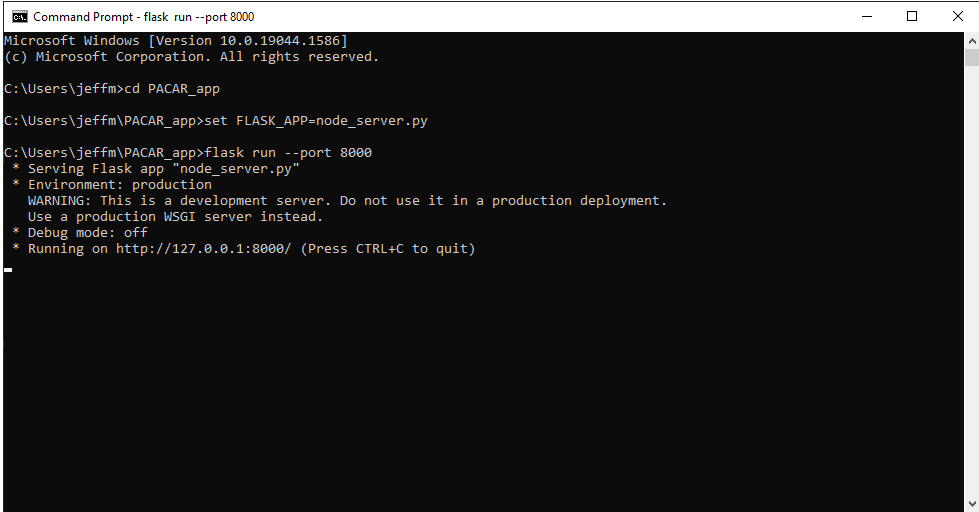 Command Prompt - flask run --port 8000
Microsoft Windows [Version 10.0.19044.1586]
(c) Microsoft Corporation. All rights reserved.
C:\Users\jeffm>cd PACAR_app
C:\Users\jeffm\PACAR_app>set FLASK_APP=node_server.py
C:\Users\jeffm\PACAR_app>flask run --port 8000
* Serving Flask app "node_server.py"
* Environment: production
WARNING: This is a development server. Do not use it in a production deployment.
Use a production WSGI server instead.
* Debug mode: off
* Running on http://127.0.0.1:8000/ (Press CTRL+C to quit)